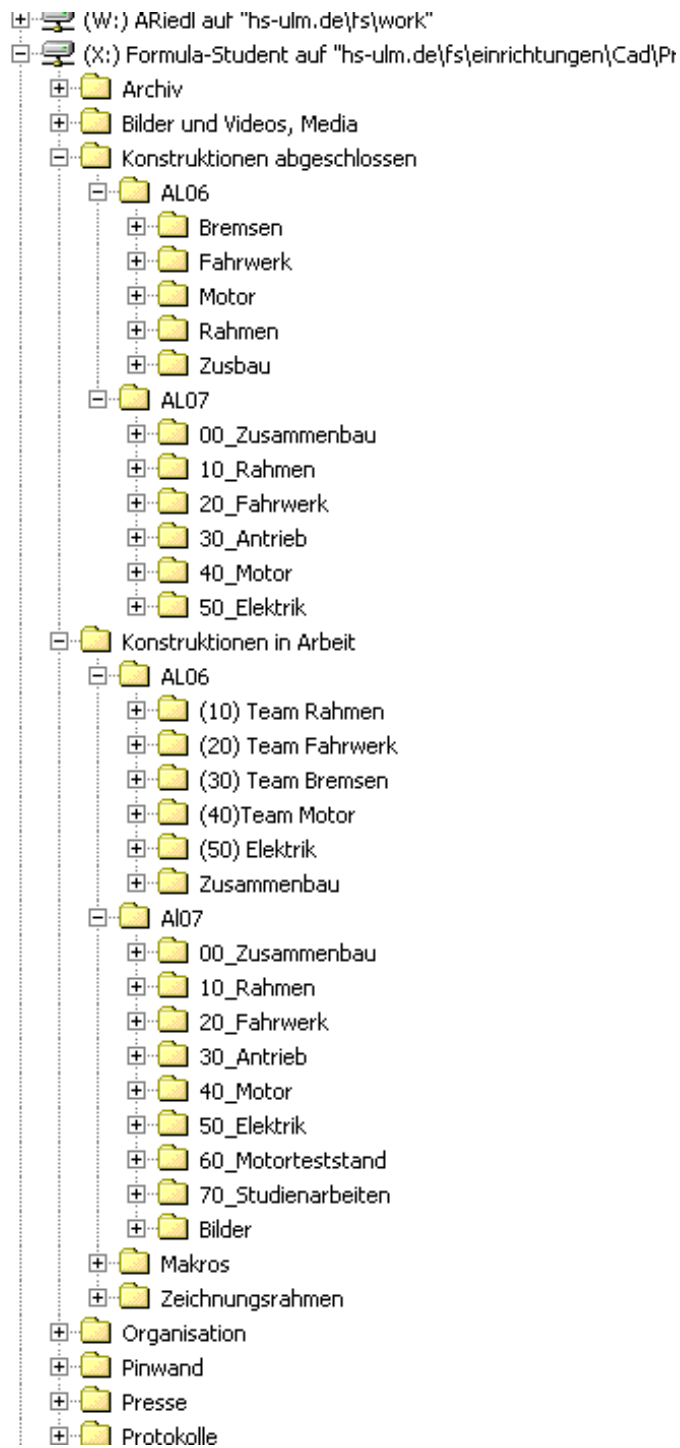 (W:) ARiedl auf "hs-ulm.de\fs\work"
(X:) Formula-Student auf "hs-ulm.de\fs\einrichtungen\Cad\Pr
Archiv
Bilder und Videos, Media
Konstruktionen abgeschlossen
AL06
Bremsen
Fahrwerk
Motor
Rahmen
Zusbau
AL07
00_Zusammenbau
10_Rahmen
20_Fahrwerk
30_Antrieb
40_Motor
50_Elektrik
Konstruktionen in Arbeit
AL06
(10) Team Rahmen
(20) Team Fahrwerk
(30) Team Bremsen
(40)Team Motor
(50) Elektrik
Zusammenbau
Al07
00_Zusammenbau
10_Rahmen
20_Fahrwerk
30_Antrieb
40_Motor
50_Elektrik
60_Motorteststand
70_Studienarbeiten
Bilder
Makros
Zeichnungsrahmen
Organisation
Pinwand
Presse
Protokolle